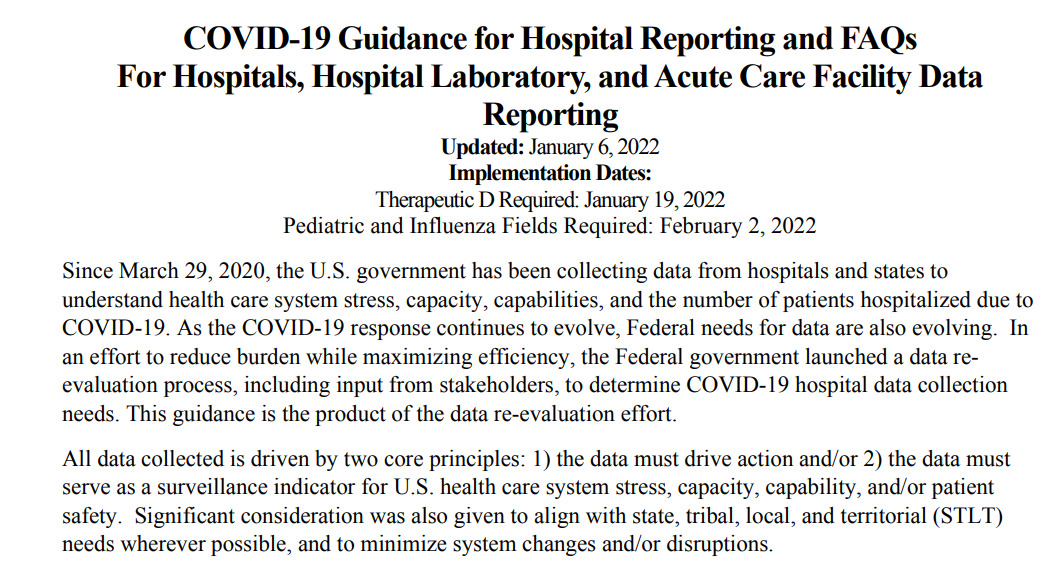 COVID-19 Guidance for Hospital Reporting and FAQs
For Hospitals, Hospital Laboratory, and Acute Care Facility Data
Reporting
Updated: January 6, 2022
Implementation Dates:
Therapeutic D Required: January 19, 2022
Pediatric and Influenza Fields Required: February 2, 2022
Since March 29, 2020, the U.S. government has been collecting data from hospitals and states to
understand health care system stress, capacity, capabilities, and the number of patients hospitalized due to
COVID-19. As the COVID-19 response continues to evolve, Federal needs for data are also evolving.  In
an effort to reduce burden while maximizing efficiency, the Federal government launched a data re-
evaluation process, including input from stakeholders, to determine COVID-19 hospital data collection
needs. This guidance is the product of the data re-evaluation effort.
All data collected is driven by two core principles: 1) the data must drive action and/or 2) the data must
serve as a surveillance indicator for U.S. health care system stress, capacity, capability, and/or patient
safety.  Significant consideration was also given to align with state, tribal, local, and territorial (STLT)
needs wherever possible, and to minimize system changes and/or disruptions.